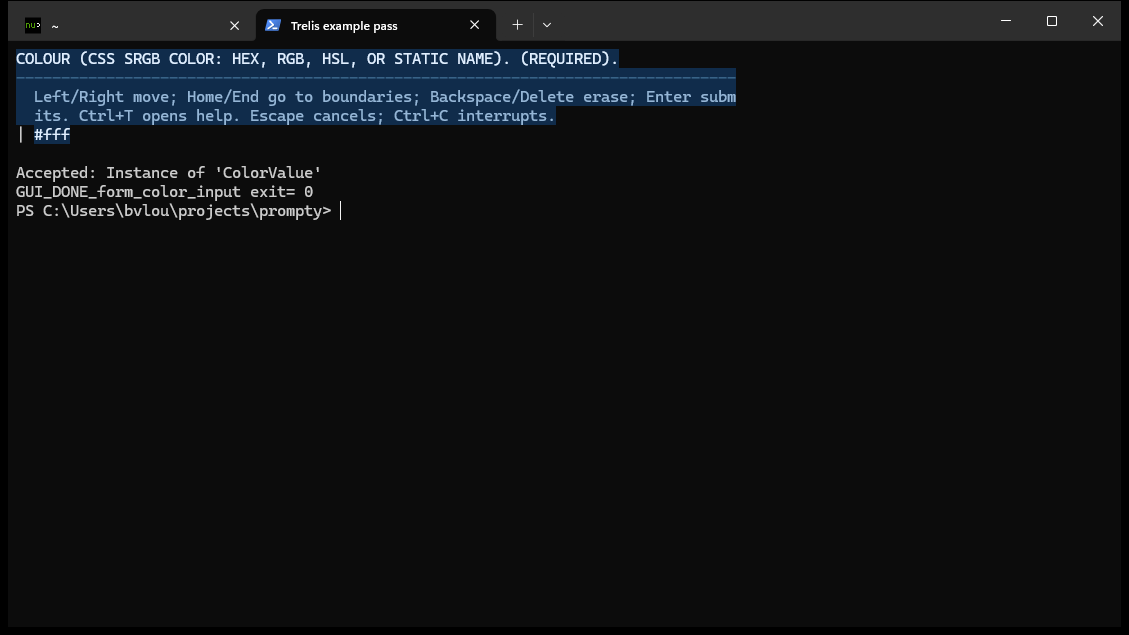 nu> ~
Trelis example pass
COLOUR (CSS SRGB COLOR: HEX, RGB, HSL, OR STATIC NAME). (REQUIRED).
Left/Right move; Home/End go to boundaries; Backspace/Delete erase; Enter subm
its. Ctrl+T opens help. Escape cancels; Ctrl+C interrupts.
| #fff
Accepted: Instance of 'ColorValue'
GUI_DONE_form_color_input exit= 0
PS C:\Users\bvlou\projects\prompty>